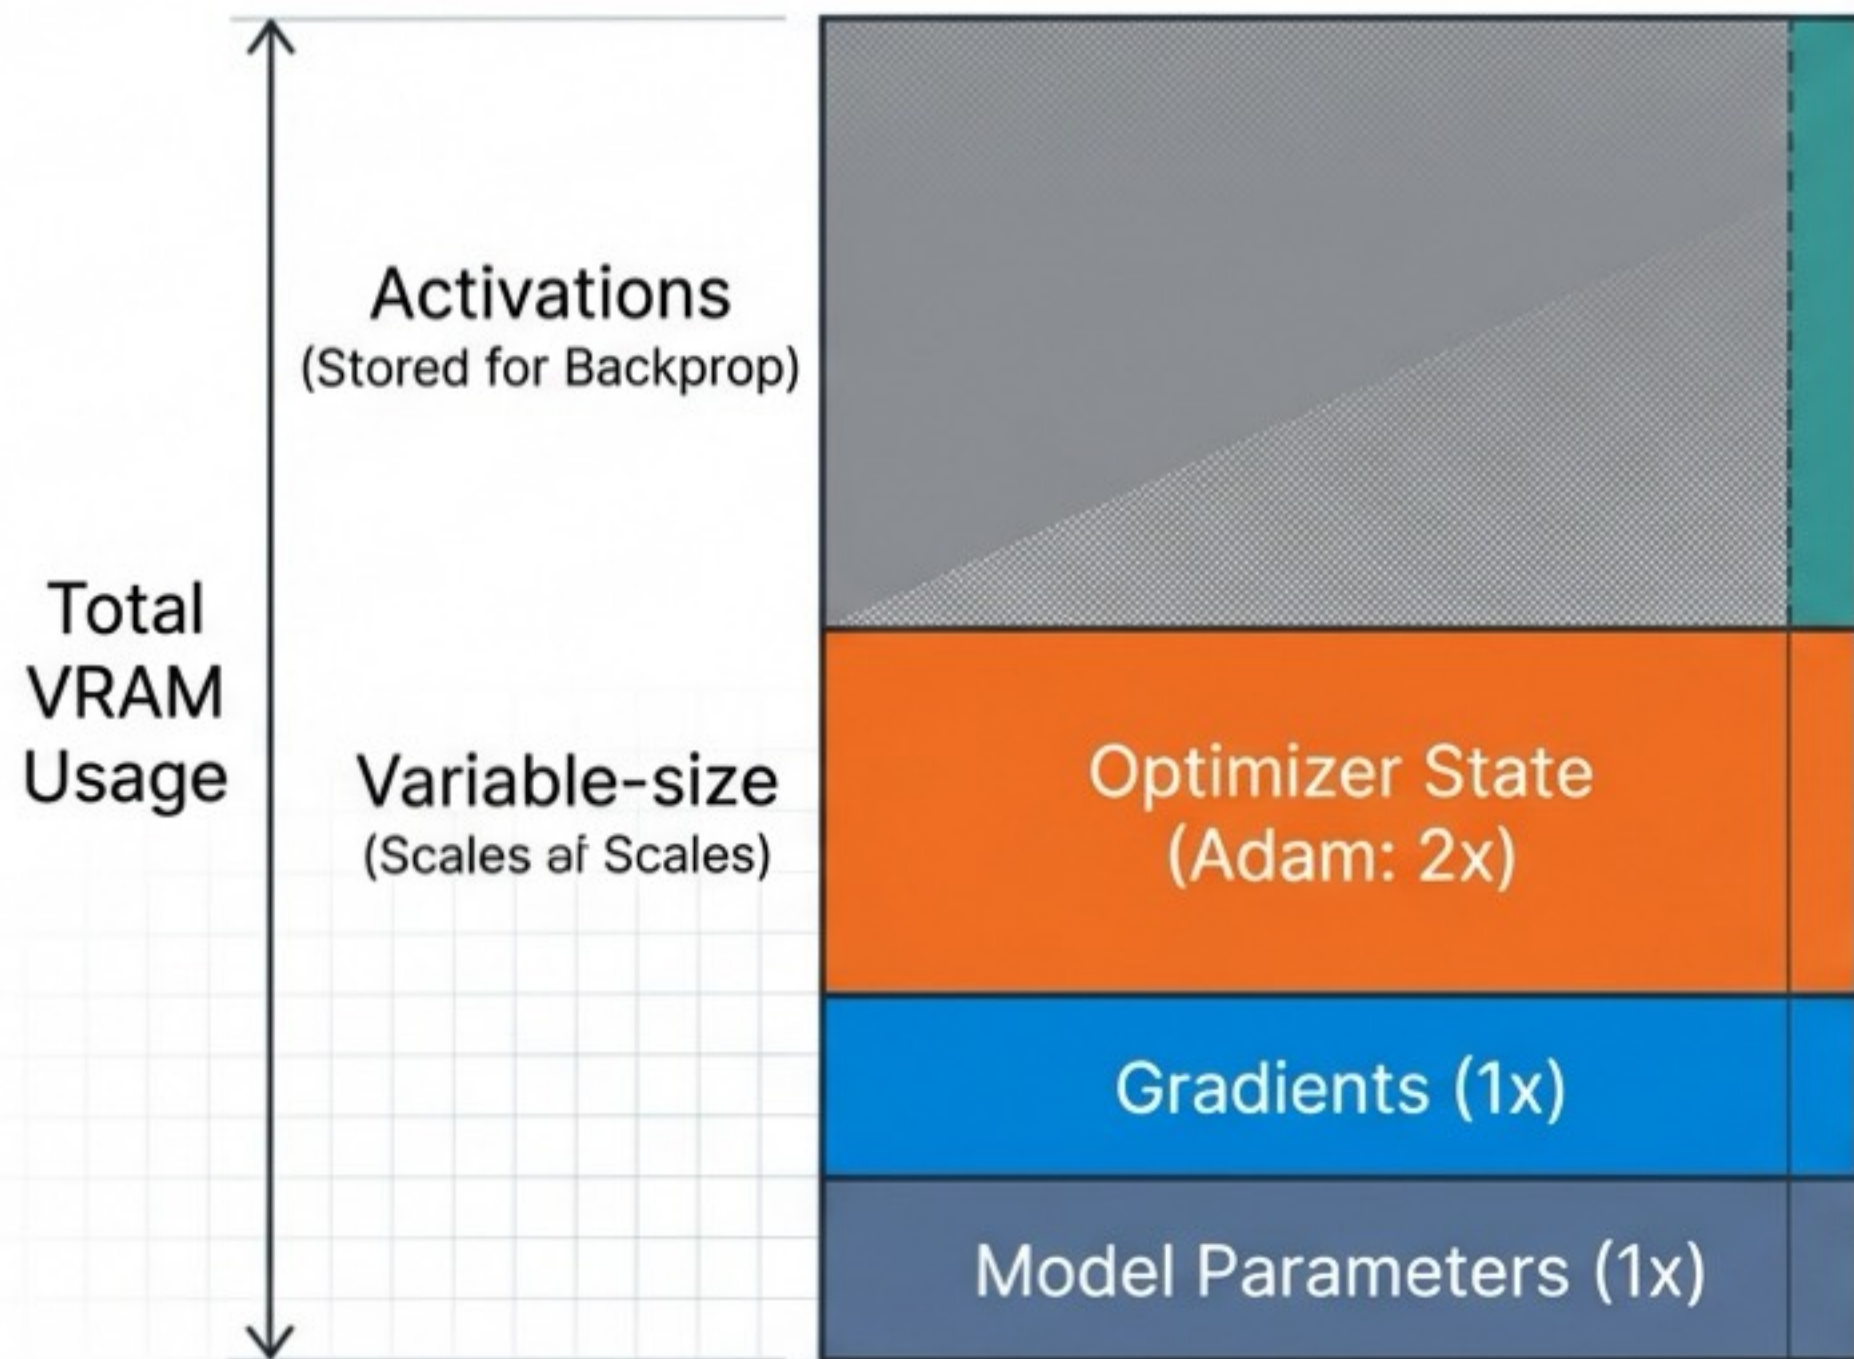 Activations
(Stored for Backprop)
Total
VRAM
Usage
Variable-size
(Scales af Scales)
Optimizer State
(Adam: 2x)
Gradients (1x)
Model Parameters (1x)